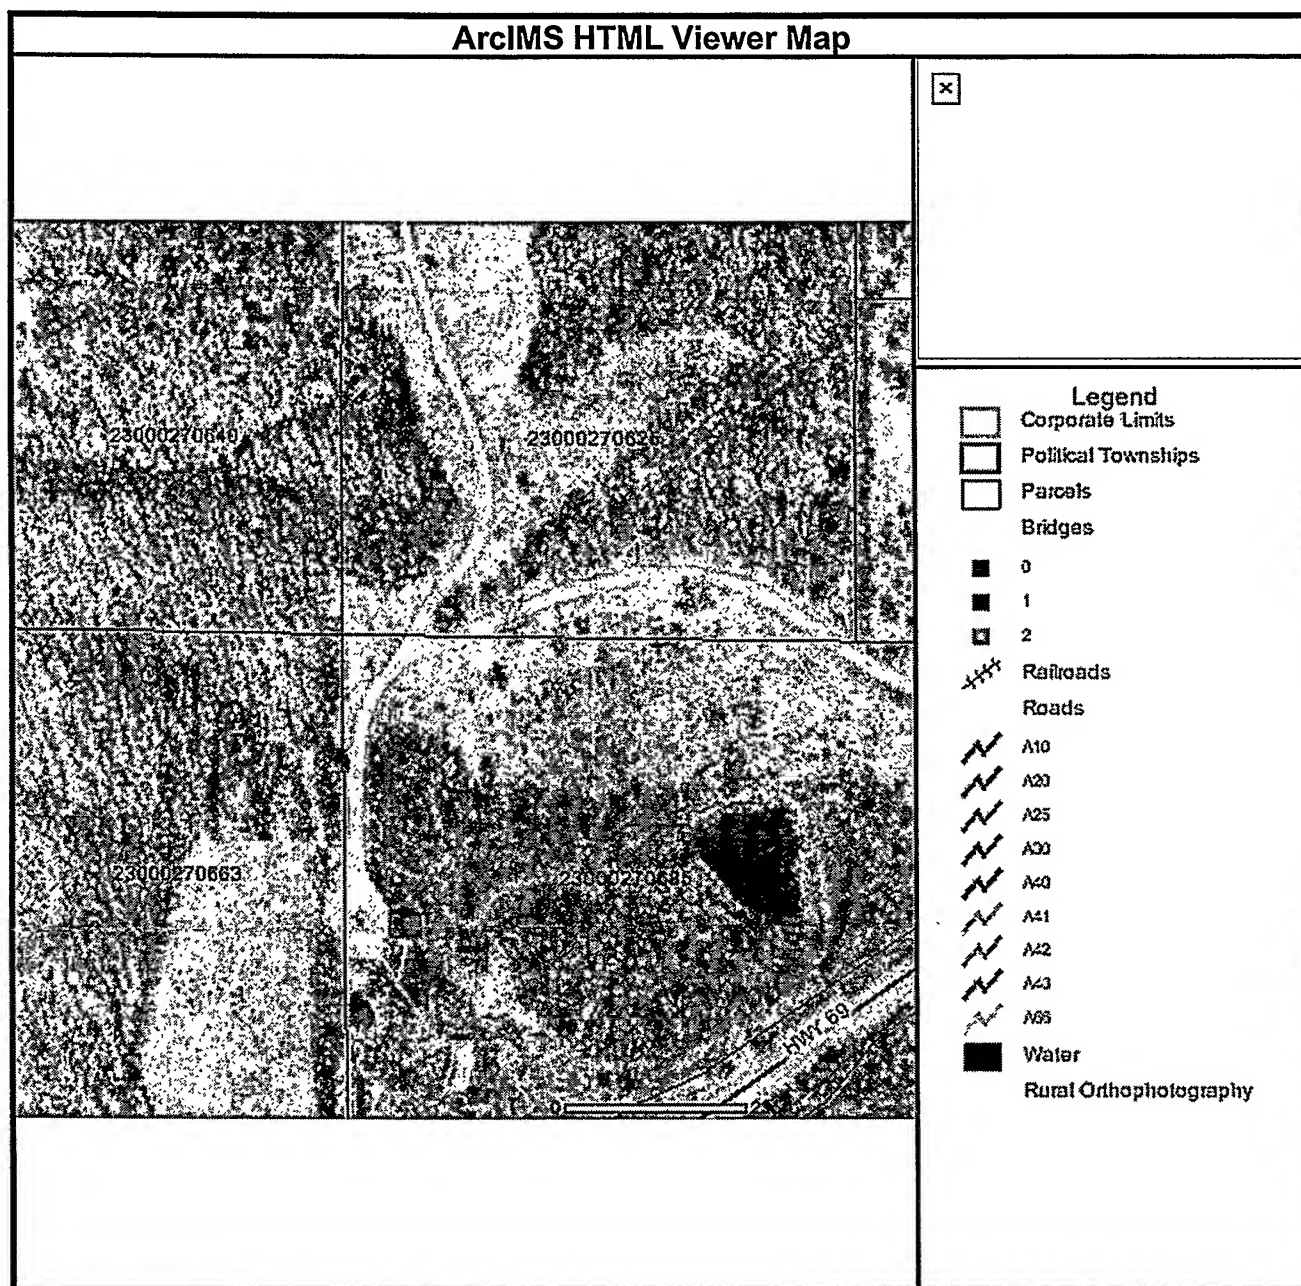 ArcIMS HTML Viewer Map
23000270640
23000270626
23000270663
HWY 69
0
Legend
Corporate Limits
Political Townships
Parcels
Bridges
0
1
2
Railroads
Roads
A10
A20
A25
A30
A40
A41
A42
A43
Water
Rural Orthophotography